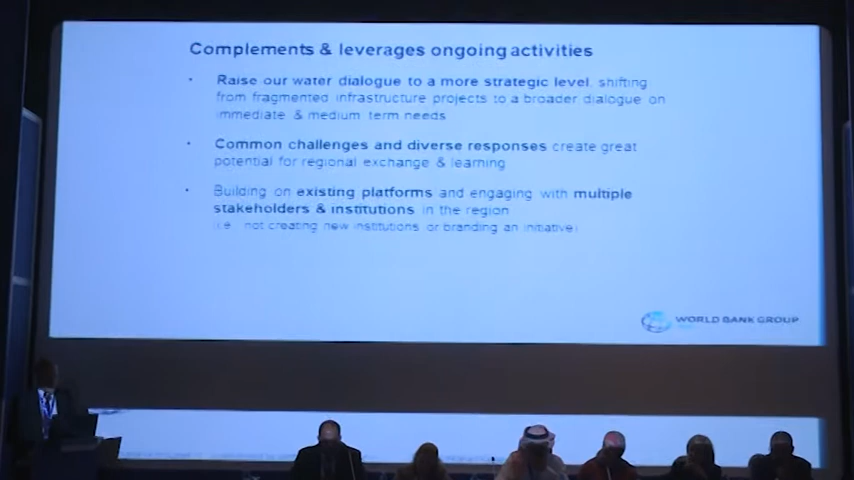 Complements & leverages ongoing activities
• Raise our water dialogue to a more strategic level, shifting
from fragmented infrastructure projects to a broader dialogue on
immediate & medium term needs
• Common challenges and diverse responses create great
potential for regional exchange & learning
• Building on existing platforms and engaging with multiple
stakeholders & institutions in the region
(i.e. not creating new institutions or branding an initiative)
WORLD BANK GROUP